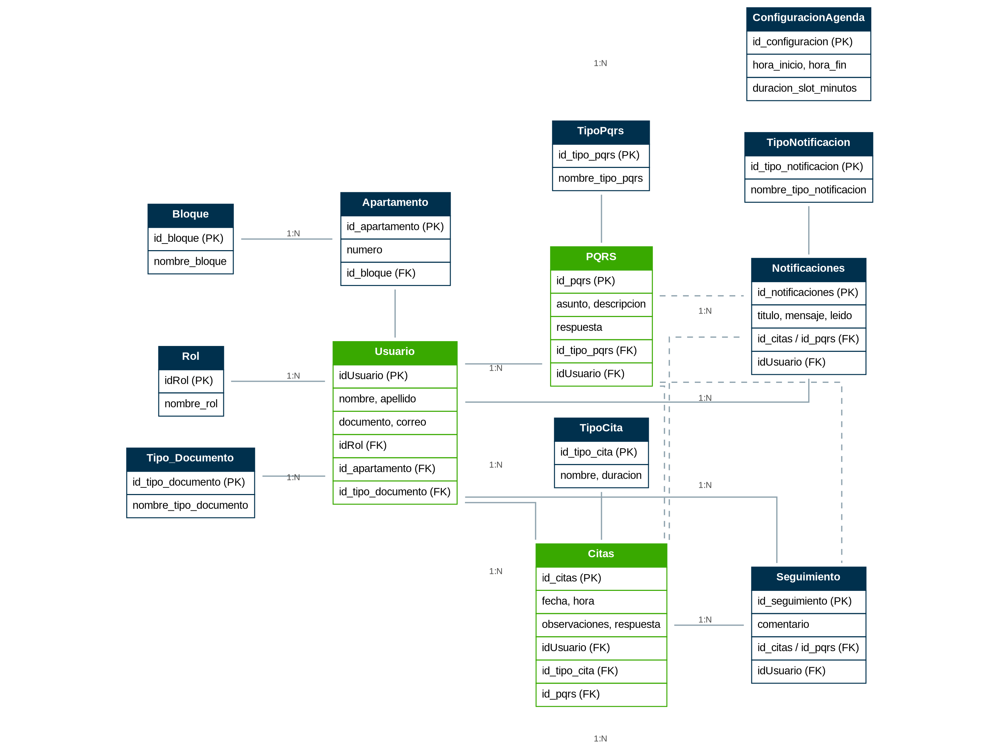 ConfiguracionAgenda
id_configuracion (PK)
hora_inicio, hora_fin
duracion_slot_minutos
1:N
TipoPqrs
id_tipo_pqrs (PK)
nombre_tipo_pqrs
TipoNotificacion
id_tipo_notificacion (PK)
nombre_tipo_notificacion
Bloque
id_bloque (PK)
nombre_bloque
1:N
Apartamento
id_apartamento (PK)
numero
id_bloque (FK)
PQRS
id_pqrs (PK)
asunto, descripcion
respuesta
id_tipo_pqrs (FK)
idUsuario (FK)
1:N
Notificaciones
id_notificaciones (PK)
titulo, mensaje, leido
id_citas / id_pqrs (FK)
idUsuario (FK)
Rol
idRol (PK)
nombre_rol
1:N
Usuario
idUsuario (PK)
nombre, apellido
documento, correo
idRol (FK)
id_apartamento (FK)
id_tipo_documento (FK)
1:N
1:N
Tipo_Documento
id_tipo_documento (PK)
nombre_tipo_documento
1:N
1:N
TipoCita
id_tipo_cita (PK)
nombre, duracion
1:N
1:N
Citas
id_citas (PK)
fecha, hora
observaciones, respuesta
idUsuario (FK)
id_tipo_cita (FK)
id_pqrs (FK)
1:N
Seguimiento
id_seguimiento (PK)
comentario
id_citas / id_pqrs (FK)
idUsuario (FK)
1:N